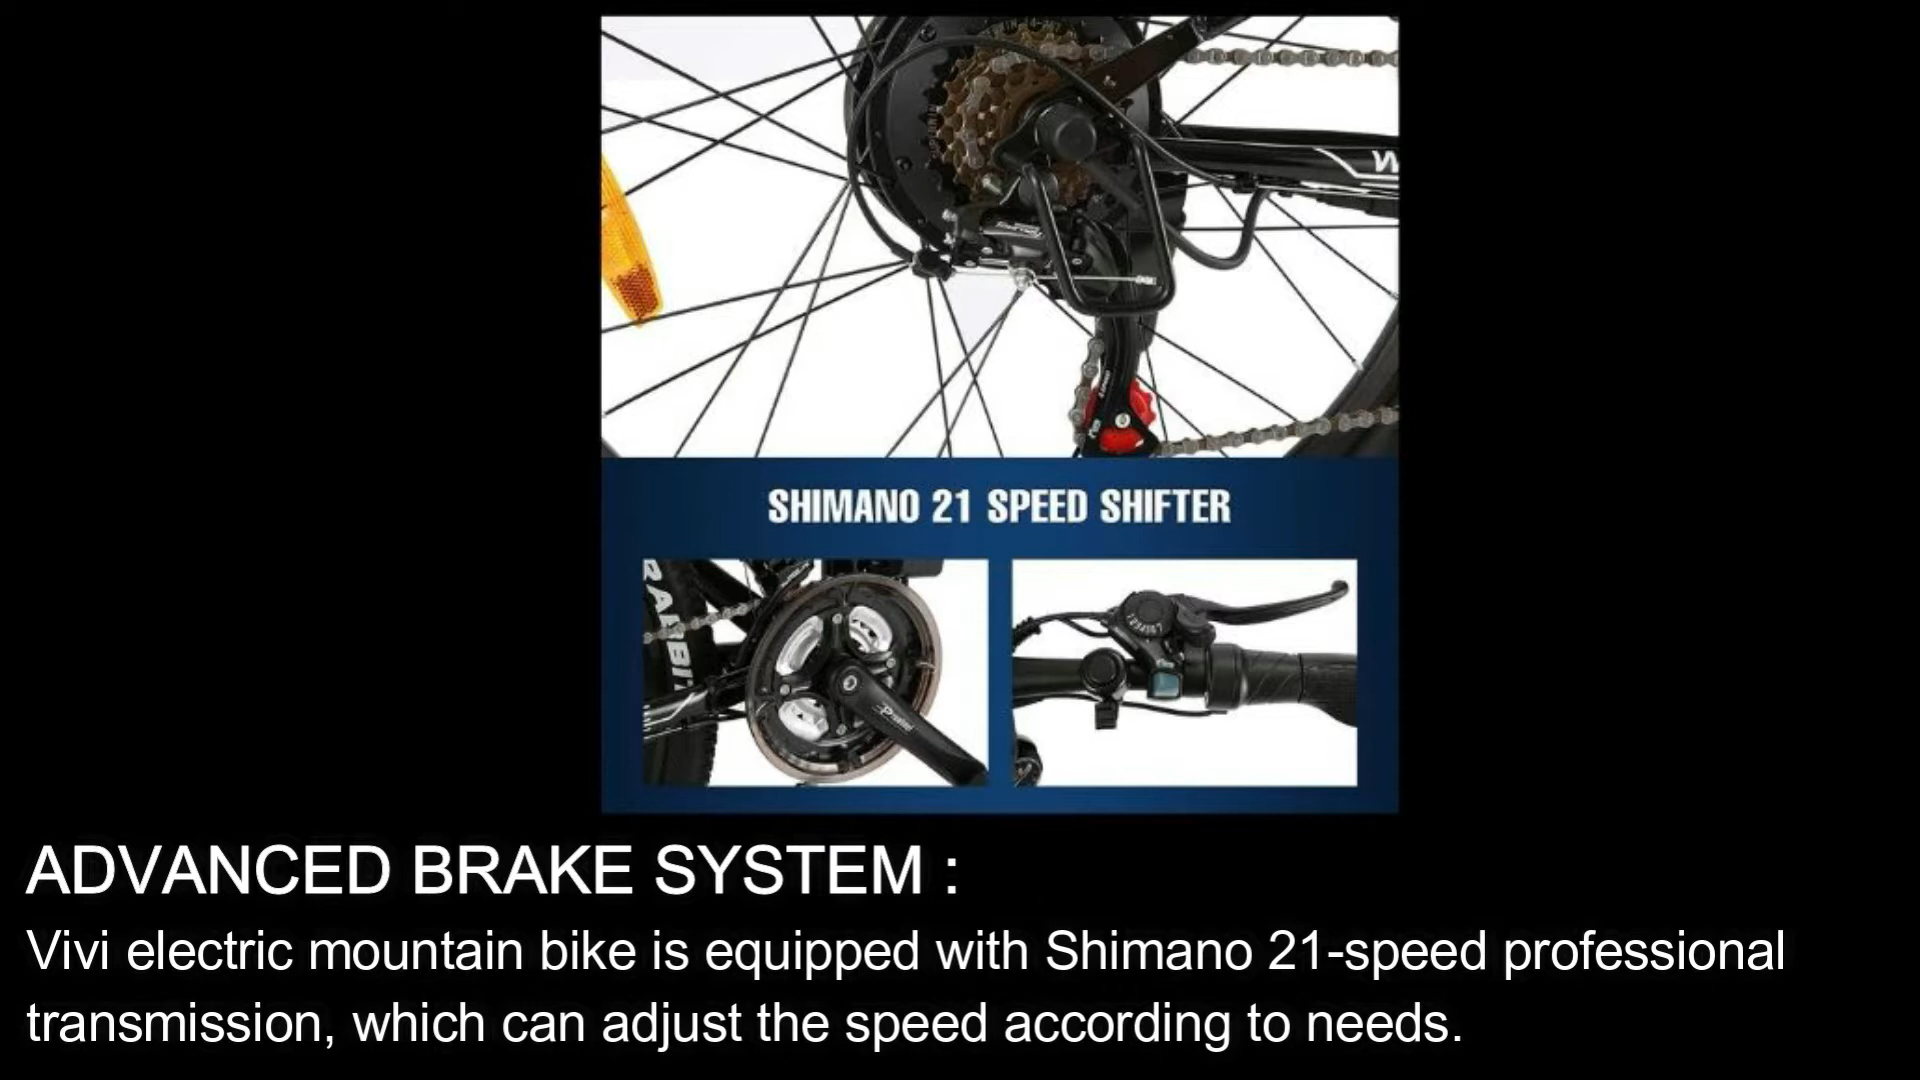 SHIMANO 21 SPEED SHIFTER
ADVANCED BRAKE SYSTEM :
Vivi electric mountain bike is equipped with Shimano 21-speed professional
transmission, which can adjust the speed according to needs.